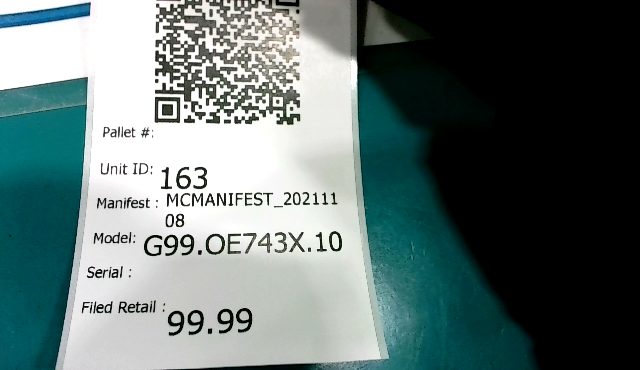 Pallet #:
Unit ID: 163
Manifest : MCMANIFEST_202111
08
Model: G99.OE743X.10
Serial :
Filed Retail : 99.99